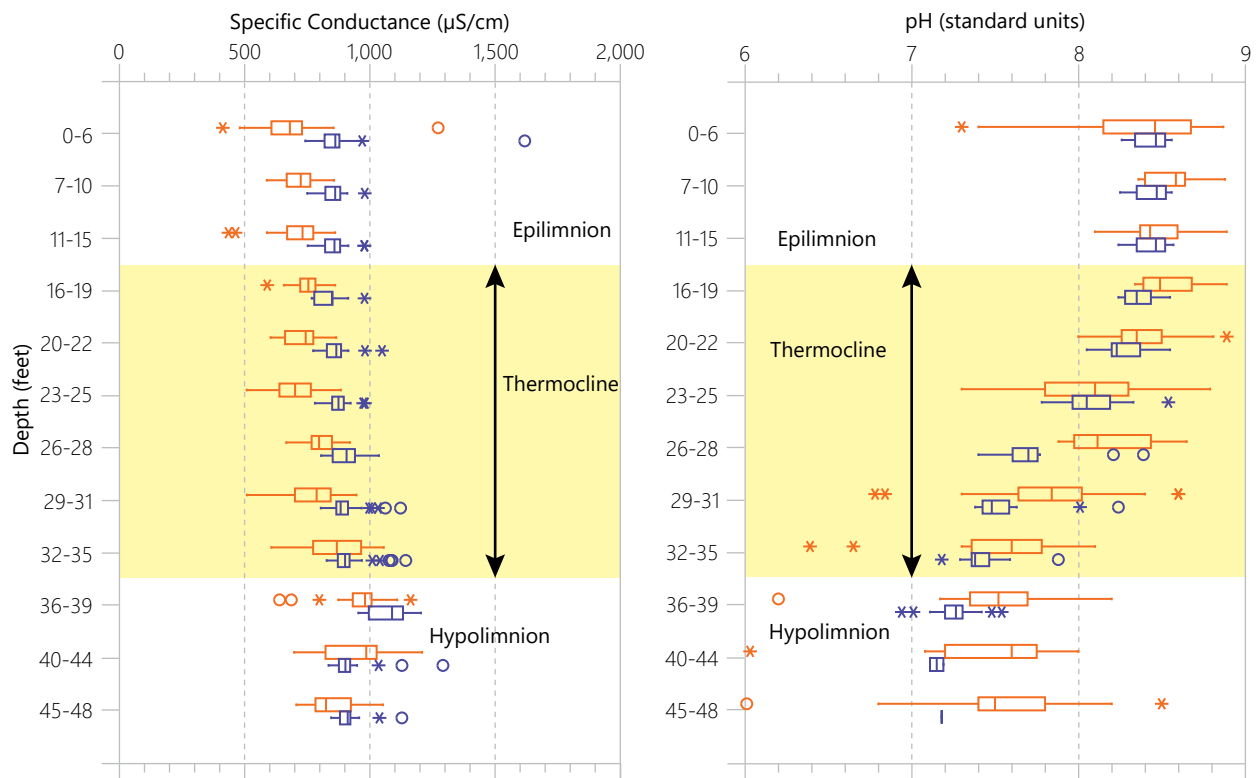 Specific Conductance (µS/cm)
0 500 1,000 1,500 2,000
Depth (feet)
0-6
7-10
11-15
16-19
20-22
23-25
26-28
29-31
32-35
36-39
40-44
45-48
Epilimnion
Thermocline
Hypolimnion
pH (standard units)
6 7 8 9
0-6
7-10
11-15
16-19
20-22
23-25
26-28
29-31
32-35
36-39
40-44
45-48
Epilimnion
Thermocline
Hypolimnion